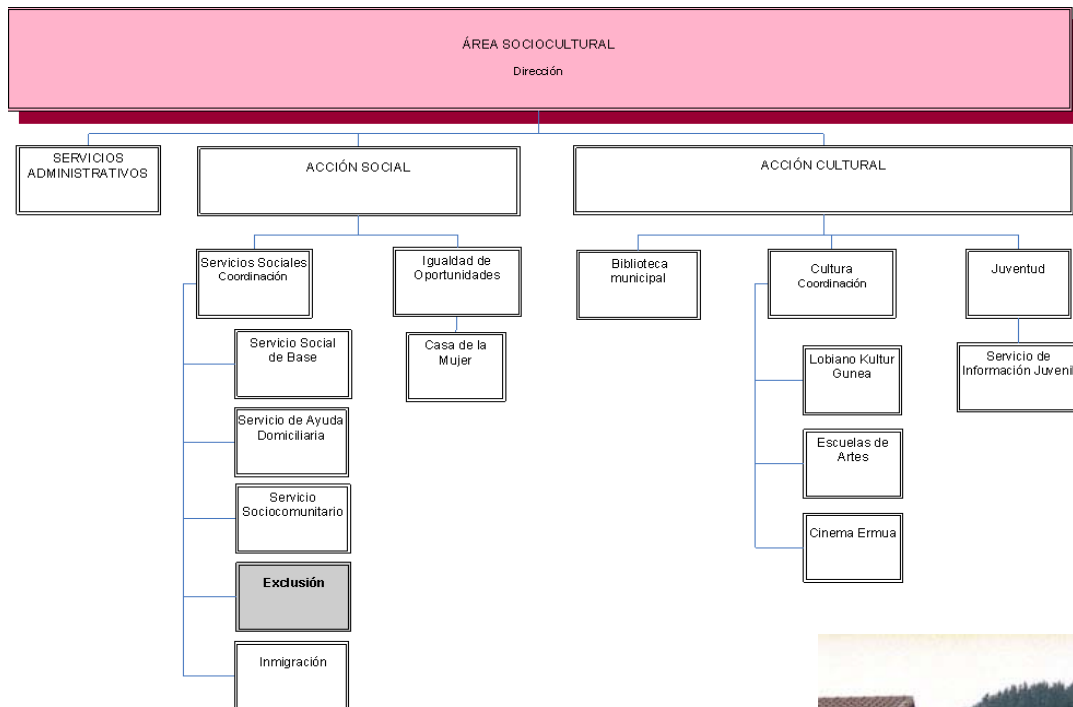 ÁREA SOCIOCULTURAL
Dirección
SERVICIOS
ADMINISTRATIVOS
ACCIÓN SOCIAL
ACCIÓN CULTURAL
Servicios Sociales
Coordinación
Igualdad de
Oportunidades
Biblioteca
municipal
Cultura
Coordinación
Juventud
Servicio Social
de Base
Casa de la
Mujer
Lobiano Kultur
Gunea
Servicio de
Información Juvenil
Servicio de Ayuda
Domiciliaria
Escuelas de
Artes
Servicio
Sociocomunitario
Cinema Ermua
Exclusión
Inmigración